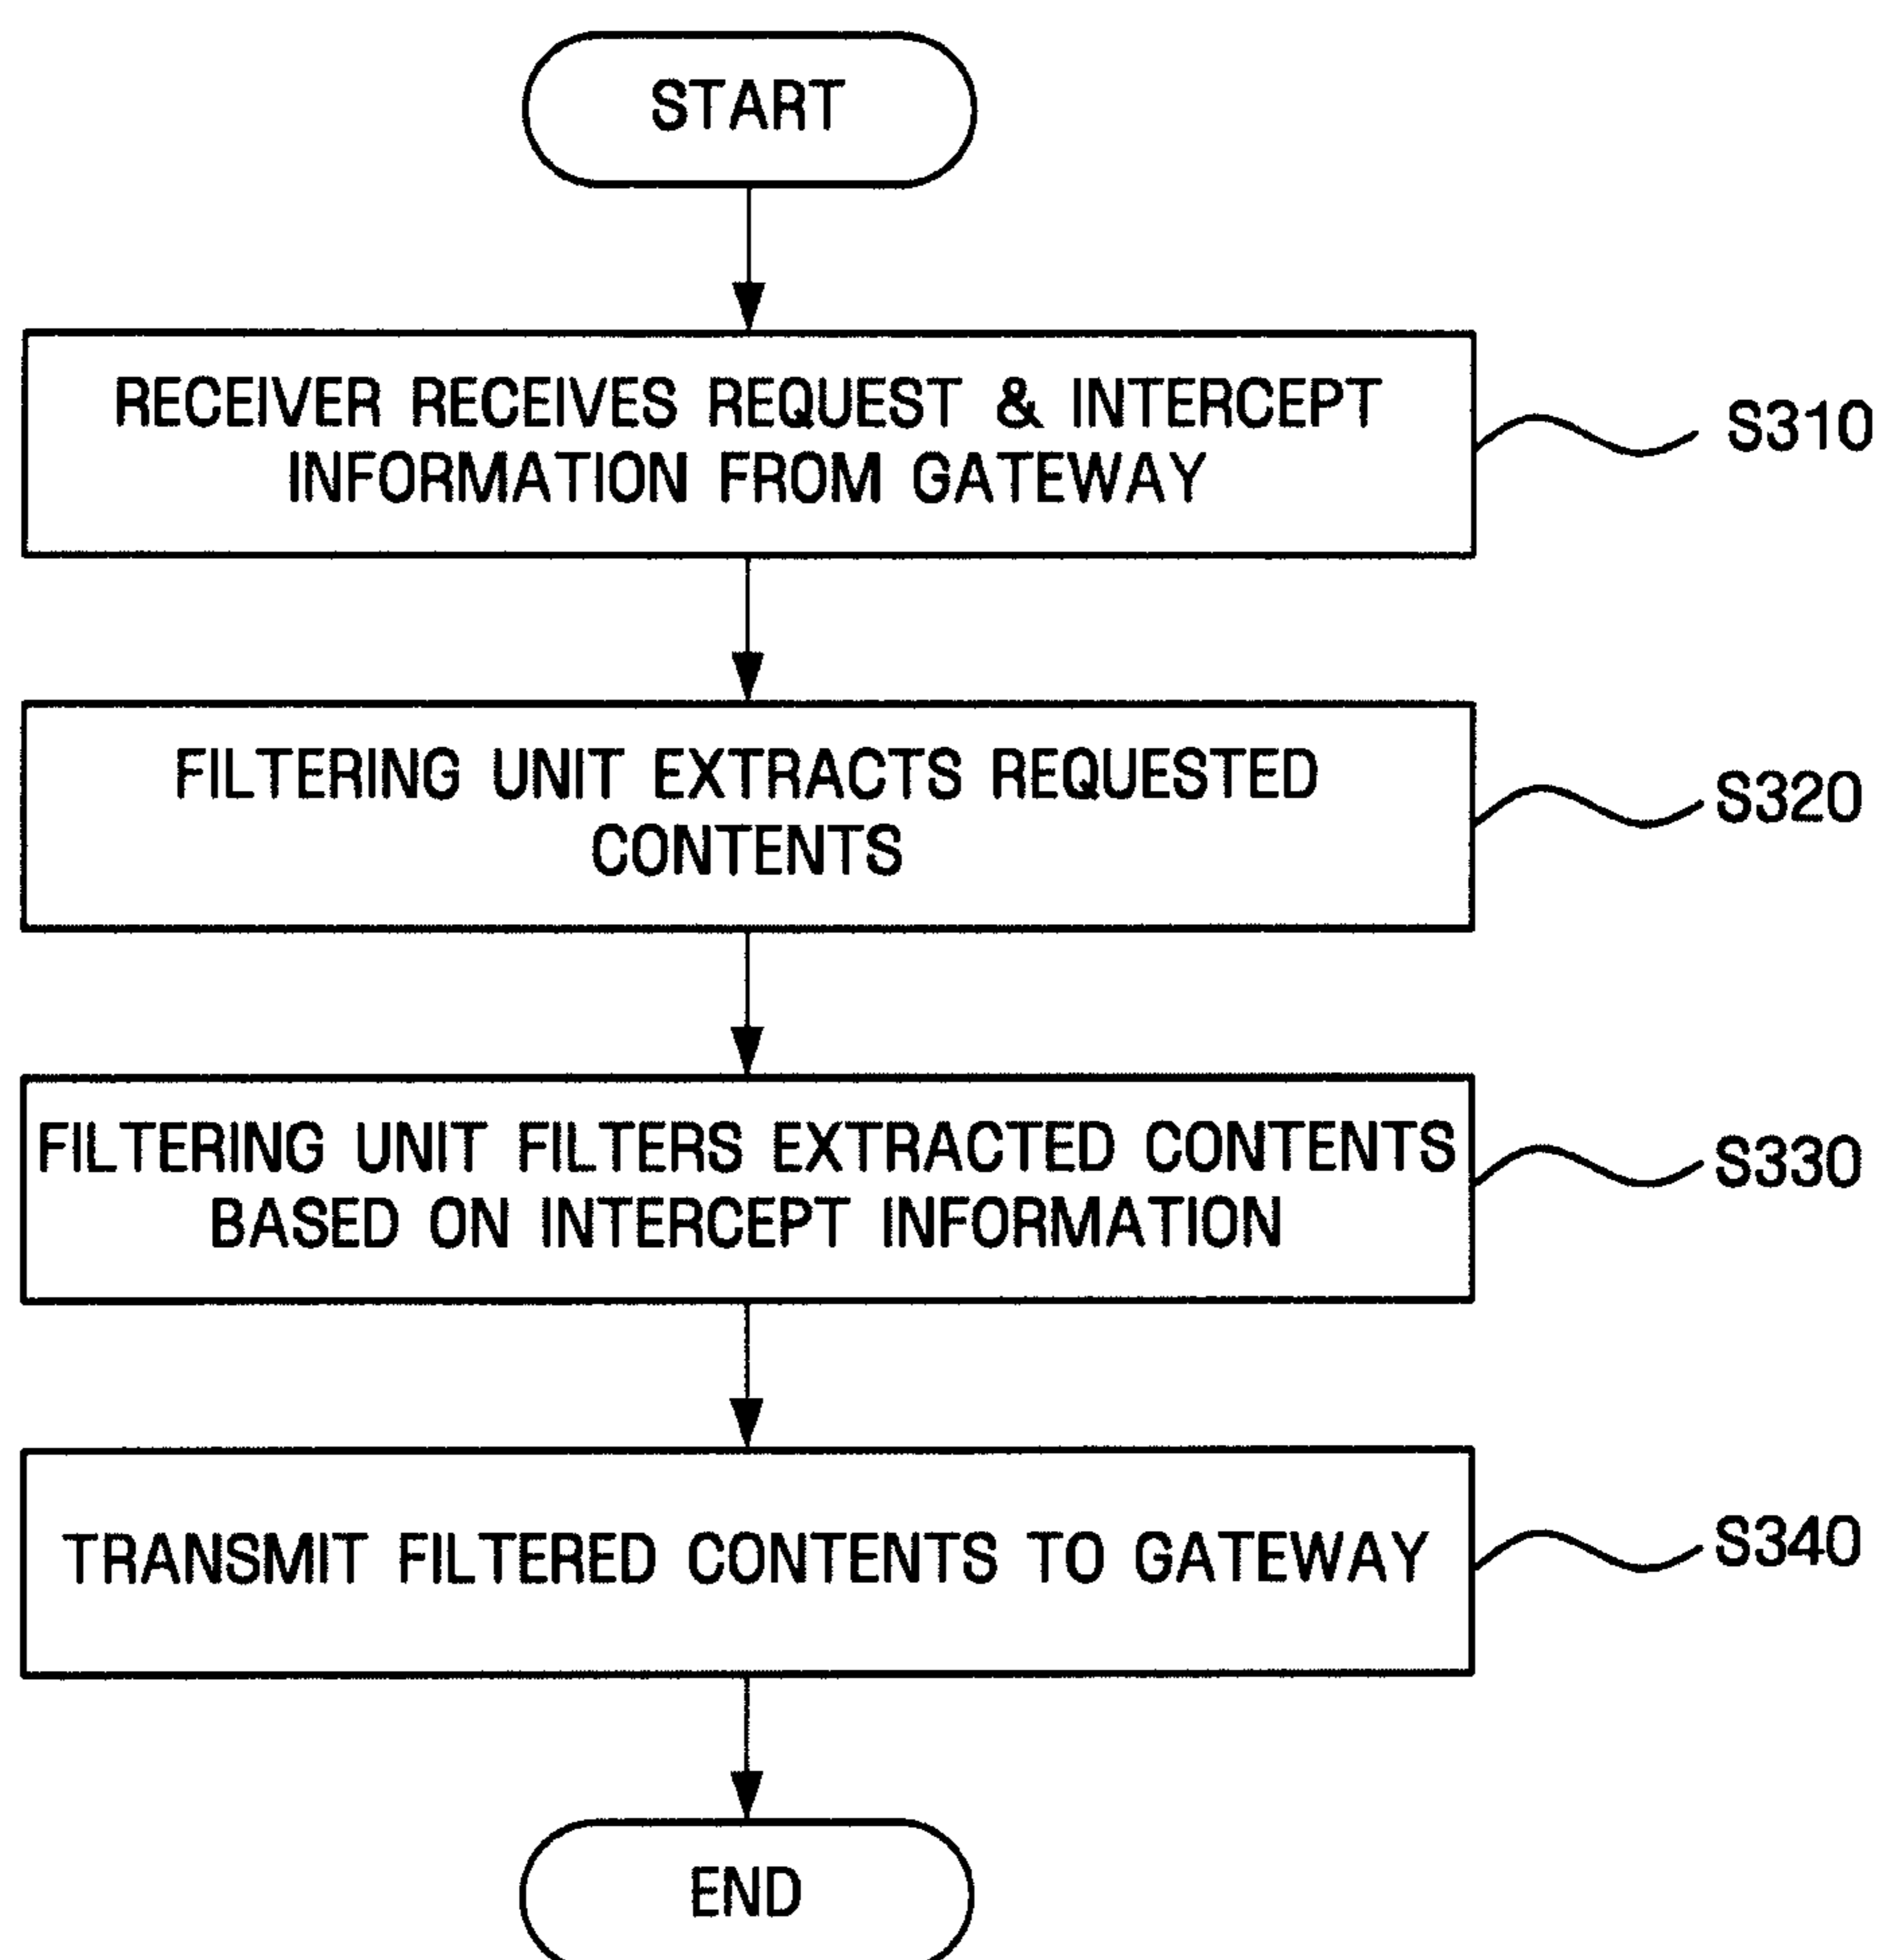 START
RECEIVER RECEIVES REQUEST & INTERCEPT
INFORMATION FROM GATEWAY
S310
FILTERING UNIT EXTRACTS REQUESTED
CONTENTS
S320
FILTERING UNIT FILTERS EXTRACTED CONTENTS
BASED ON INTERCEPT INFORMATION
S330
TRANSMIT FILTERED CONTENTS TO GATEWAY
S340
END